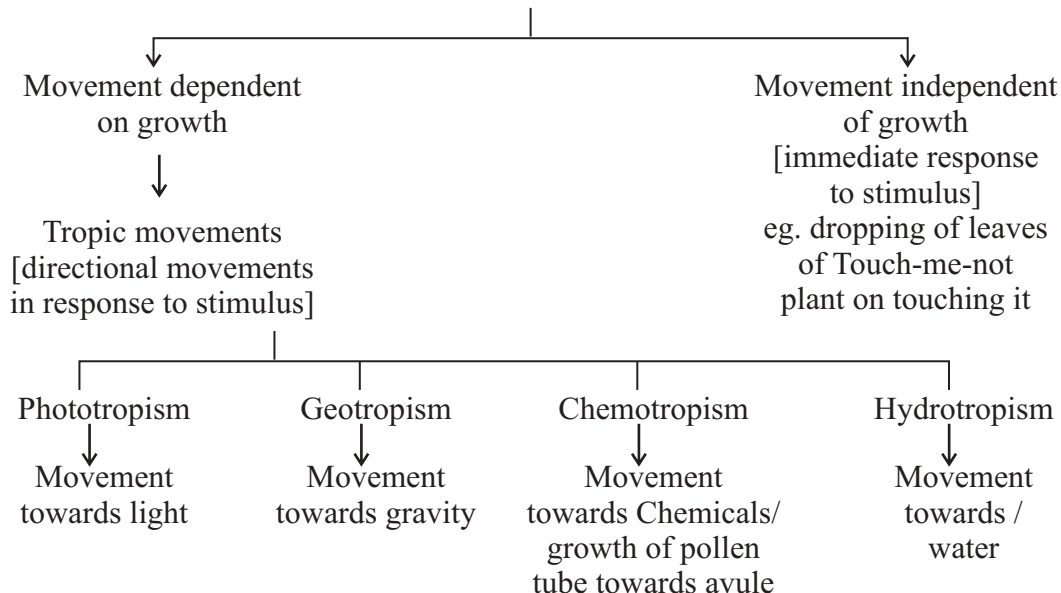 Movement dependent
on growth
Movement independent
of growth
[immediate response
to stimulus]
eg. dropping of leaves
of Touch-me-not
plant on touching it
Tropic movements
[directional movements
in response to stimulus]
Phototropism
Movement
towards light
Geotropism
Movement
towards gravity
Chemotropism
Movement
towards Chemicals/
growth of pollen
tube towards avule
Hydrotropism
Movement
towards /
water